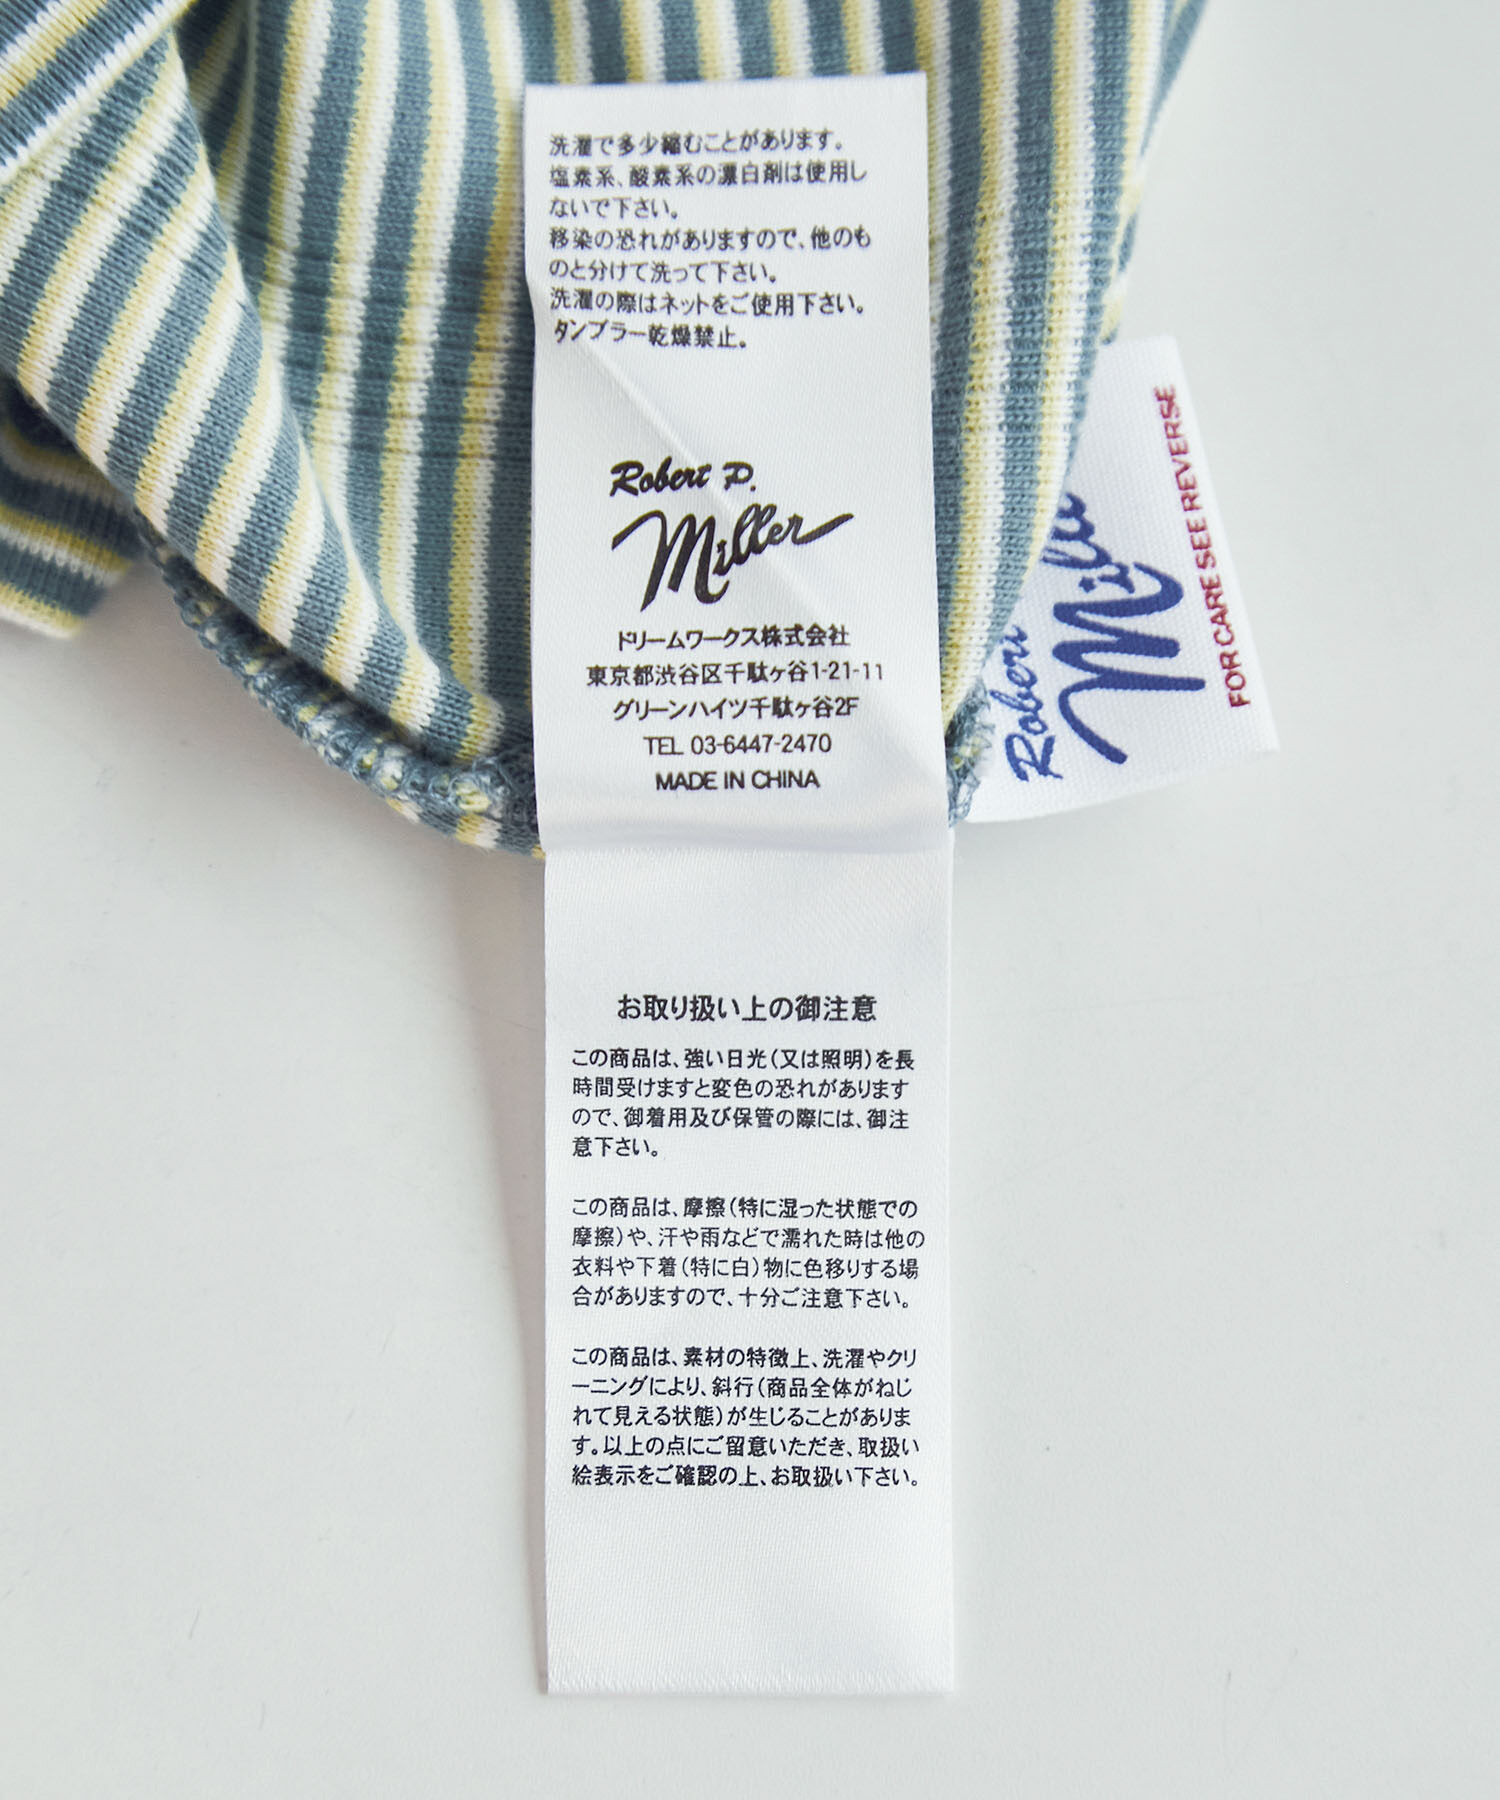 洗濯で多少縮むことがあります。
塩素系、酸素系の漂白剤は使用し
ないで下さい。
移染の恐れがありますので、他のも
のと分けて洗って下さい。
洗濯の際はネットをご使用下さい。
タンブラー乾燥禁止。
Robert P.
Miller
ドリームワークス株式会社
東京都渋谷区千駄ヶ谷1-21-11
グリーンハイツ千駄ヶ谷2F
TEL 03-6447-2470
MADE IN CHINA
お取り扱い上の御注意
この商品は、強い日光(又は照明)を長
時間受けますと変色の恐れがあります
ので、御着用及び保管の際には、御注
意下さい。
この商品は、摩擦(特に湿った状態での
摩擦)や、汗や雨などで濡れた時は他の
衣料や下着(特に白)物に色移りする場
合がありますので、十分ご注意下さい。
この商品は、素材の特徴上、洗濯やクリ
ーニングにより、斜行(商品全体がねじ
れて見える状態)が生じることがありま
す。以上の点にご留意いただき、取扱い
絵表示をご確認の上、お取扱い下さい。
Robert
FOR CARE SEE REVERSE